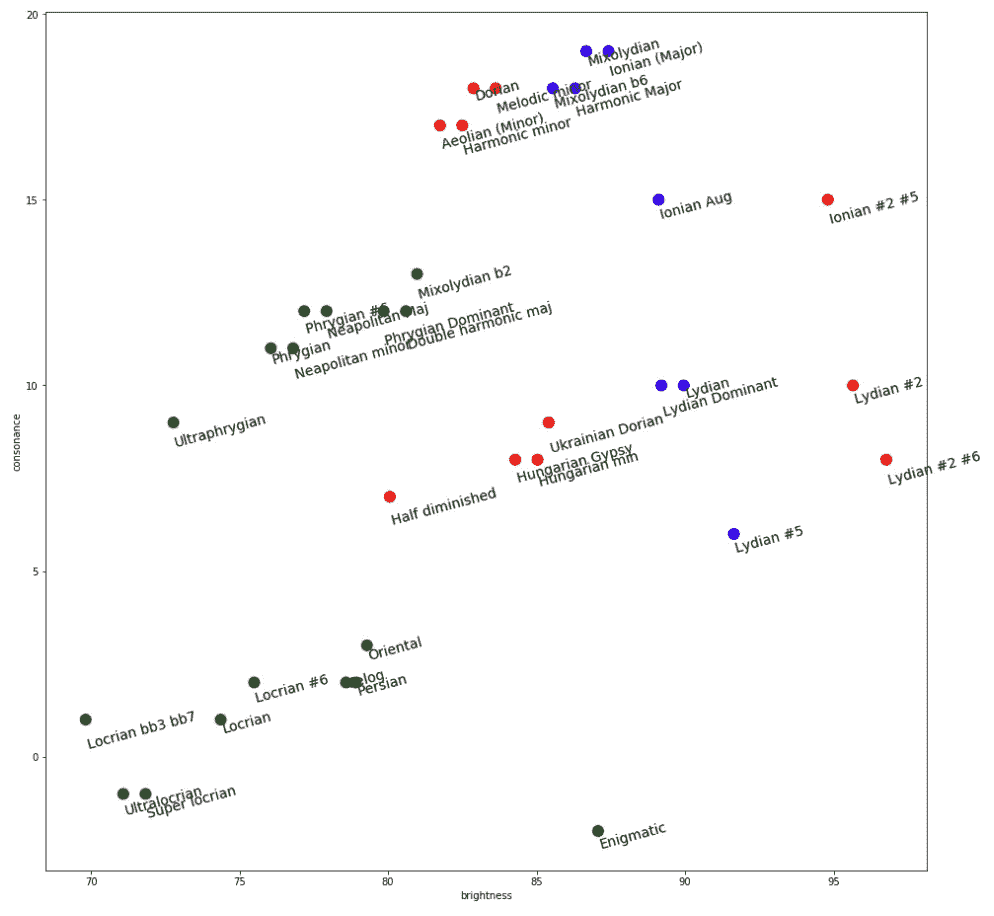 20
Mixolydian
Ionian (Major)
Dorian
Melodic minor
Mixolydian b6
Harmonic Major
Aeolian (Minor)
Harmonic minor
15
Ionian Aug
Ionian #2 #5
Mixolydian b2
Phrygian #6
Neapolitan maj
Phrygian Dominant
Double harmonic maj
Phrygian
Neapolitan minor
10
Lydian
Lydian Dominant
Lydian #2
Ultraphrygian
Ukrainian Dorian
Hungarian Gypsy
Hungarian min
Lydian #2 #6
Half diminished
consonance
Lydian #5
5
Oriental
Locrian #6
Persian
Locrian bb3 bb7
Locrian
0
Ultralocrian
Super locrian
Enigmatic
70 75 80 85 90 95
brightness